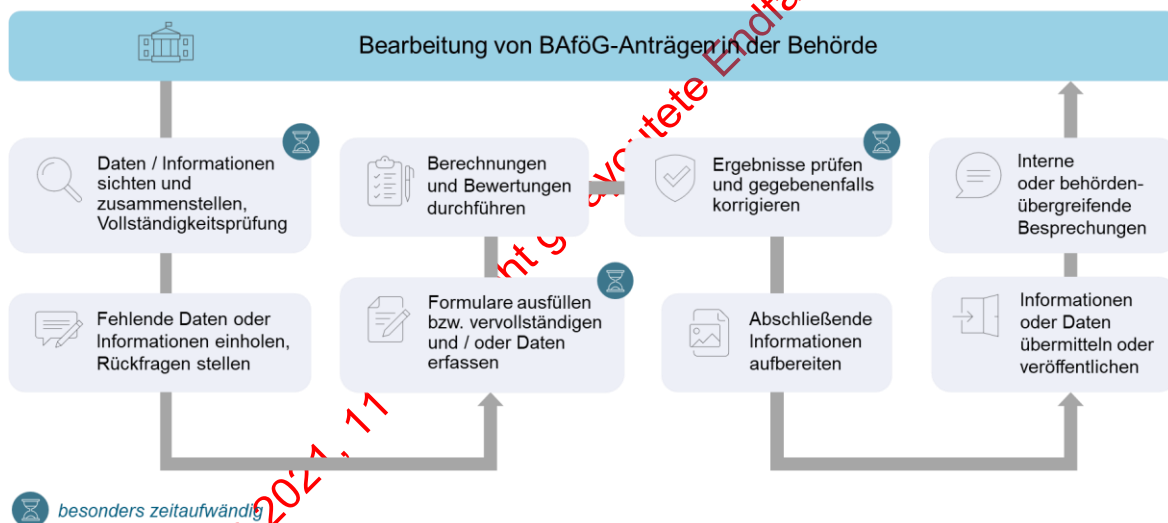 Bearbeitung von BAföG-Anträgen in der Behörde
Daten / Informationen
sichten und
zusammenstellen,
Vollständigkeitsprüfung
Fehlende Daten oder
Informationen einholen,
Rückfragen stellen
Formulare ausfüllen
bzw. vervollständigen
und / oder Daten
erfassen
Berechnungen
und Bewertungen
durchführen
Ergebnisse prüfen
und gegebenenfalls
korrigieren
Abschließende
Informationen
aufbereiten
Informationen
oder Daten
übermitteln oder
veröffentlichen
Interne
oder behörden-
übergreifende
Besprechungen
besonders zeitaufwändig
2021, 11